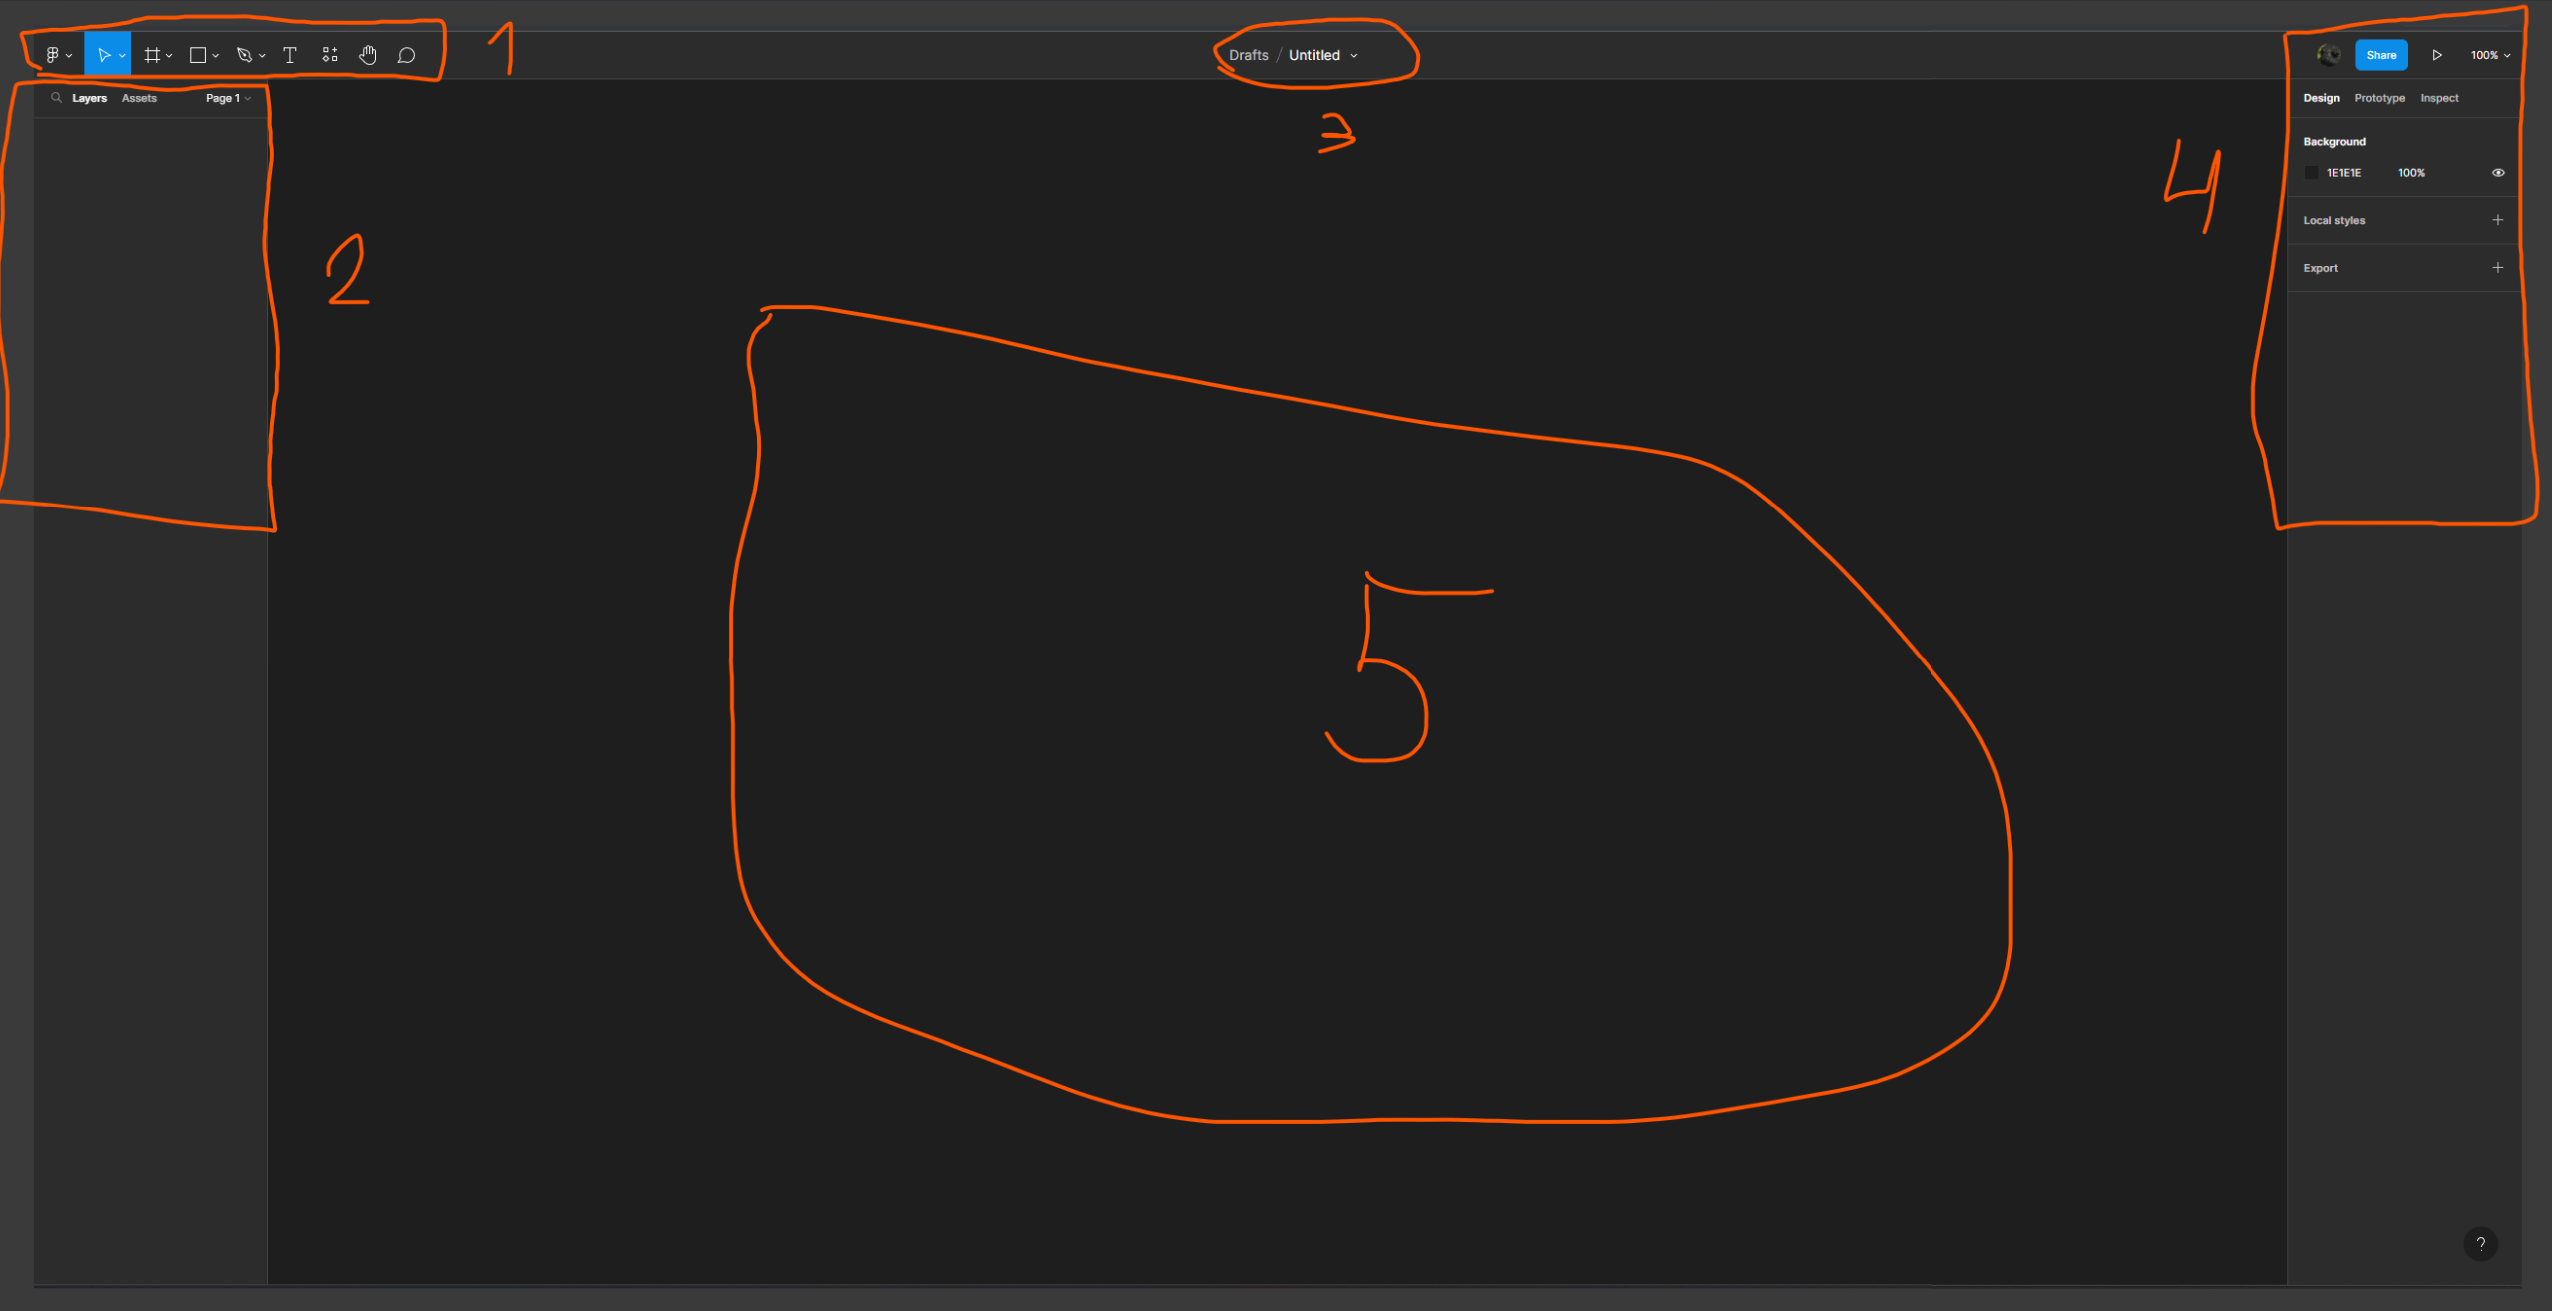 1
Drafts / Untitled
Share
100%
Layers Assets Page 1
3
Design Prototype Inspect
Background
1E1E1E 100%
4
Local styles
2
Export
5
?